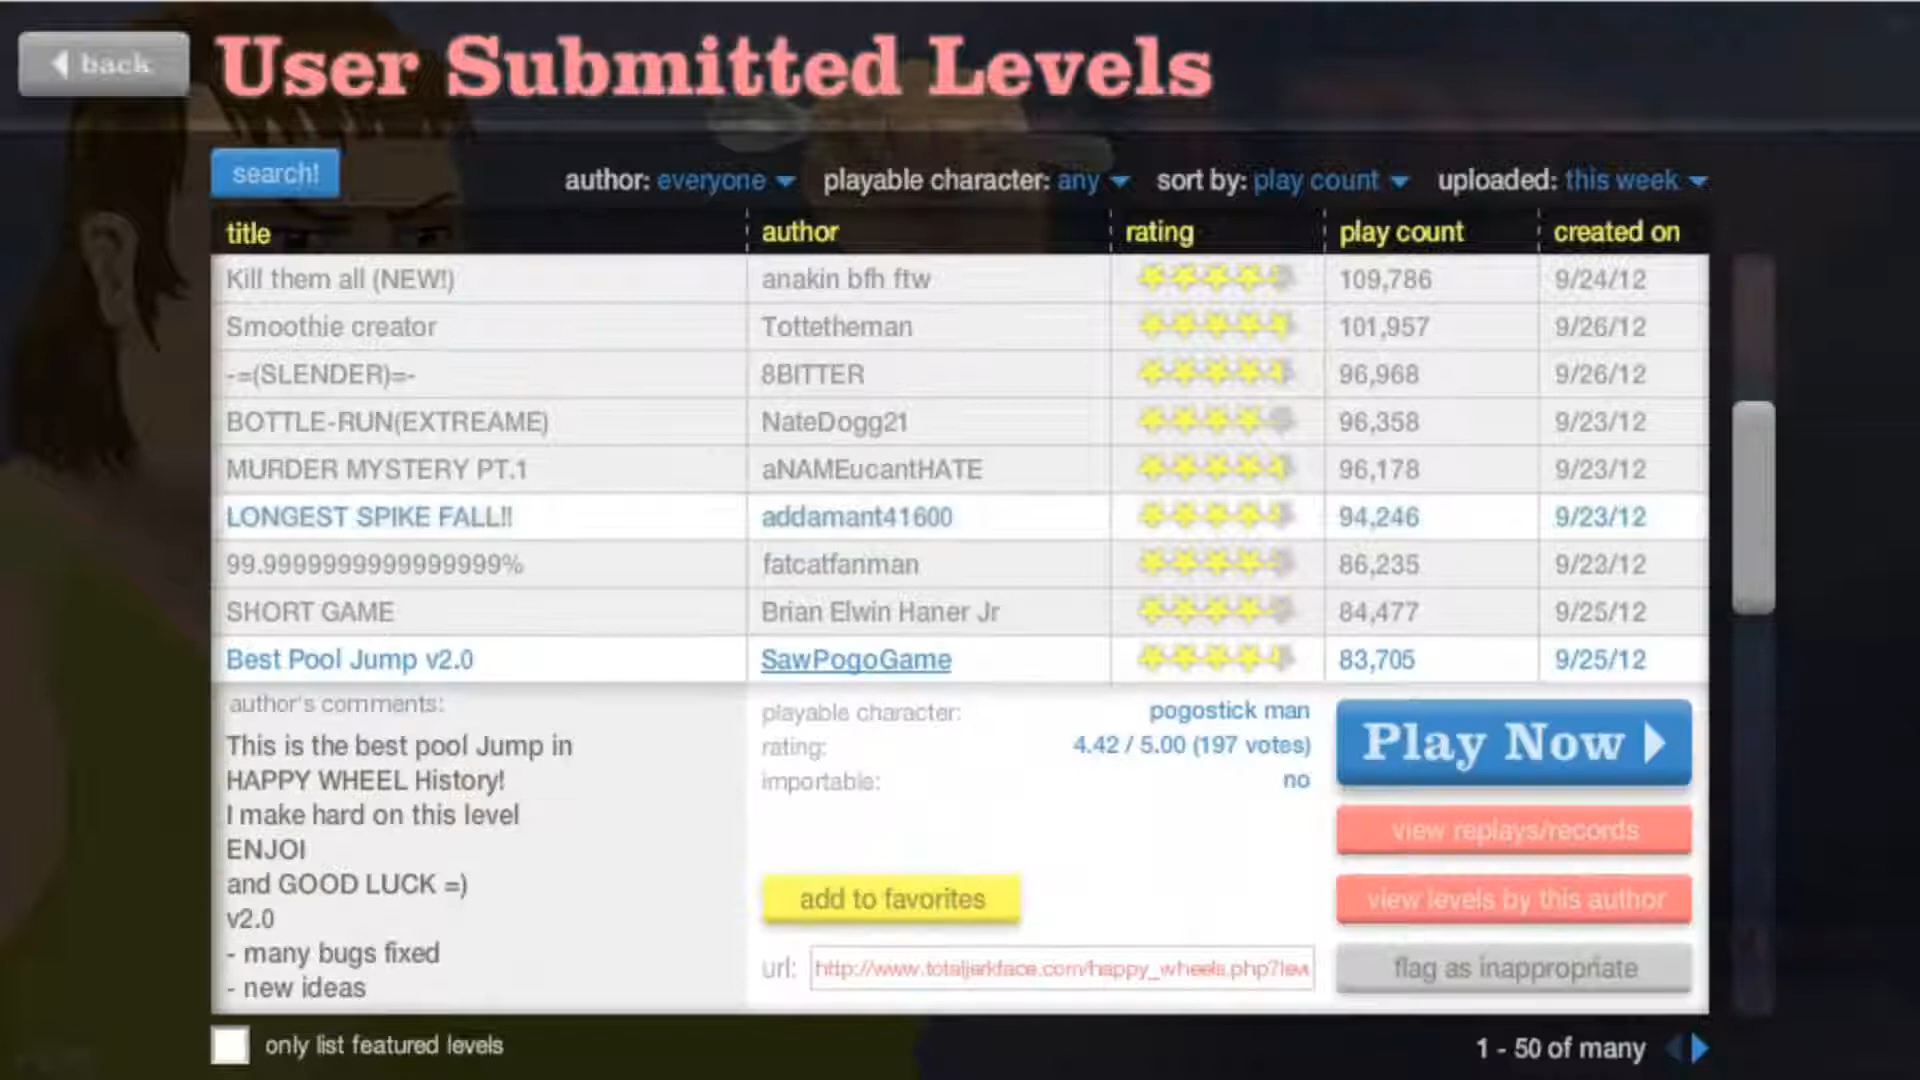 back
User Submitted Levels
search!
author: everyone
playable character: any
sort by: play count
uploaded: this week
title author rating play count created on
Kill them all (NEW!) anakin bfh ftw 109,786 9/24/12
Smoothie creator Tottetheman 101,957 9/26/12
-=(SLENDER)=- 8BITTER 96,968 9/26/12
BOTTLE-RUN(EXTREAME) NateDogg21 96,358 9/23/12
MURDER MYSTERY PT.1 aNAMEucantHATE 96,178 9/23/12
LONGEST SPIKE FALL!! addamant41600 94,246 9/23/12
99.9999999999999999% fatcatfanman 86,235 9/23/12
SHORT GAME Brian Elwin Haner Jr 84,477 9/25/12
Best Pool Jump v2.0 SawPogoGame 83,705 9/25/12
author's comments:
This is the best pool Jump in
HAPPY WHEEL History!
I make hard on this level
ENJOI
and GOOD LUCK =)
v2.0
- many bugs fixed
- new ideas
playable character: pogostick man
rating: 4.42 / 5.00 (197 votes)
importable: no
add to favorites
url: http://www.totaljerkface.com/happy_wheels.php?lev
Play Now
view replays/records
view levels by this author
flag as inappropriate
only list featured levels
1 - 50 of many